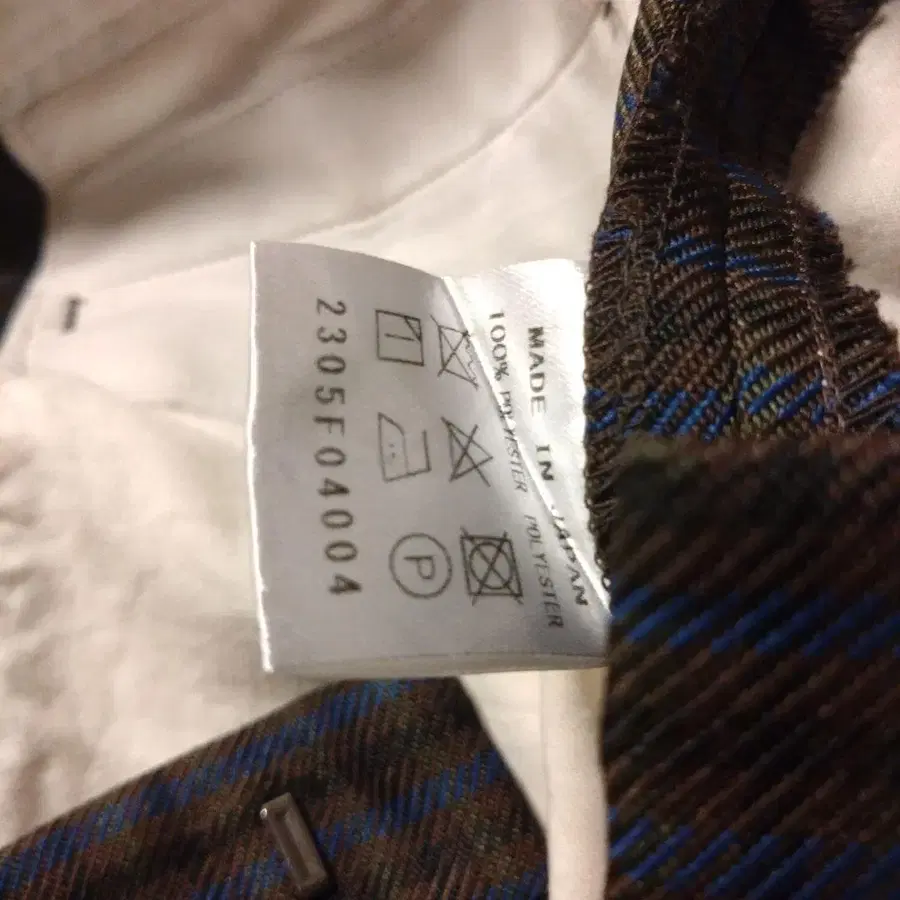 MADE IN JAPAN
100% POLYESTER POLYESTER
P
2305F04004